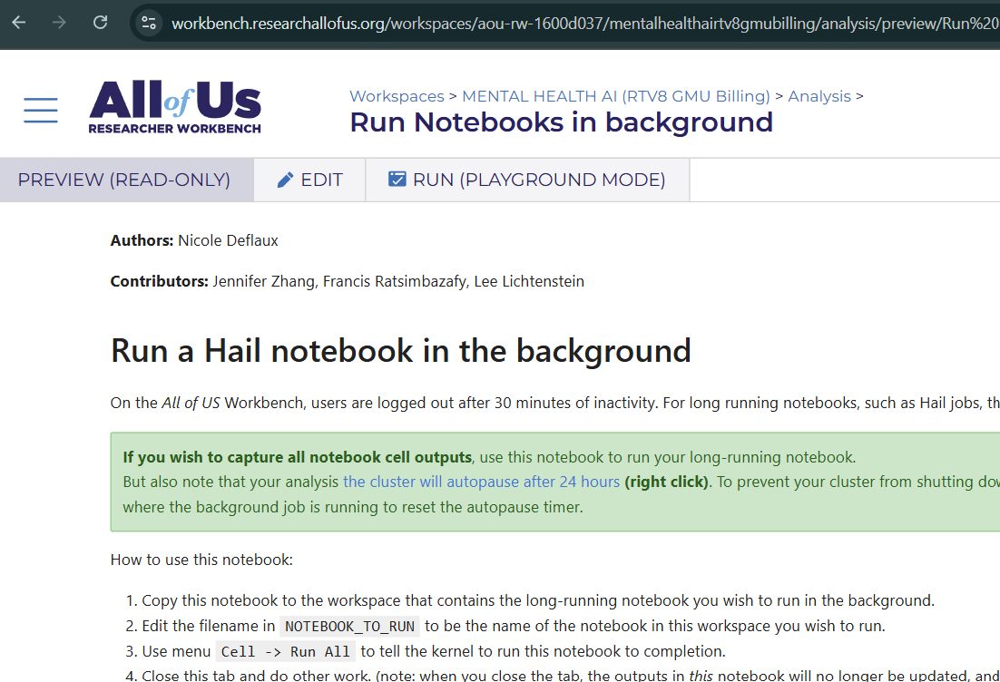 workbench.researchallofus.org/workspaces/aou-rw-1600d037/mentalhealthairtv8gmubilling/analysis/preview/Run%20
All of Us
RESEARCHER WORKBENCH
Workspaces > MENTAL HEALTH AI (RTV8 GMU Billing) > Analysis >
Run Notebooks in background
PREVIEW (READ-ONLY)
EDIT
RUN (PLAYGROUND MODE)
Authors: Nicole Deflaux
Contributors: Jennifer Zhang, Francis Ratsimbazafy, Lee Lichtenstein
Run a Hail notebook in the background
On the All of US Workbench, users are logged out after 30 minutes of inactivity. For long running notebooks, such as Hail jobs, th
If you wish to capture all notebook cell outputs, use this notebook to run your long-running notebook.
But also note that your analysis the cluster will autopause after 24 hours (right click). To prevent your cluster from shutting dow
where the background job is running to reset the autopause timer.
How to use this notebook:
1. Copy this notebook to the workspace that contains the long-running notebook you wish to run in the background.
2. Edit the filename in NOTEBOOK_TO_RUN to be the name of the notebook in this workspace you wish to run.
3. Use menu Cell -> Run All to tell the kernel to run this notebook to completion.
4. Close this tab and do other work. (note: when you close the tab, the outputs in this notebook will no longer be updated, and